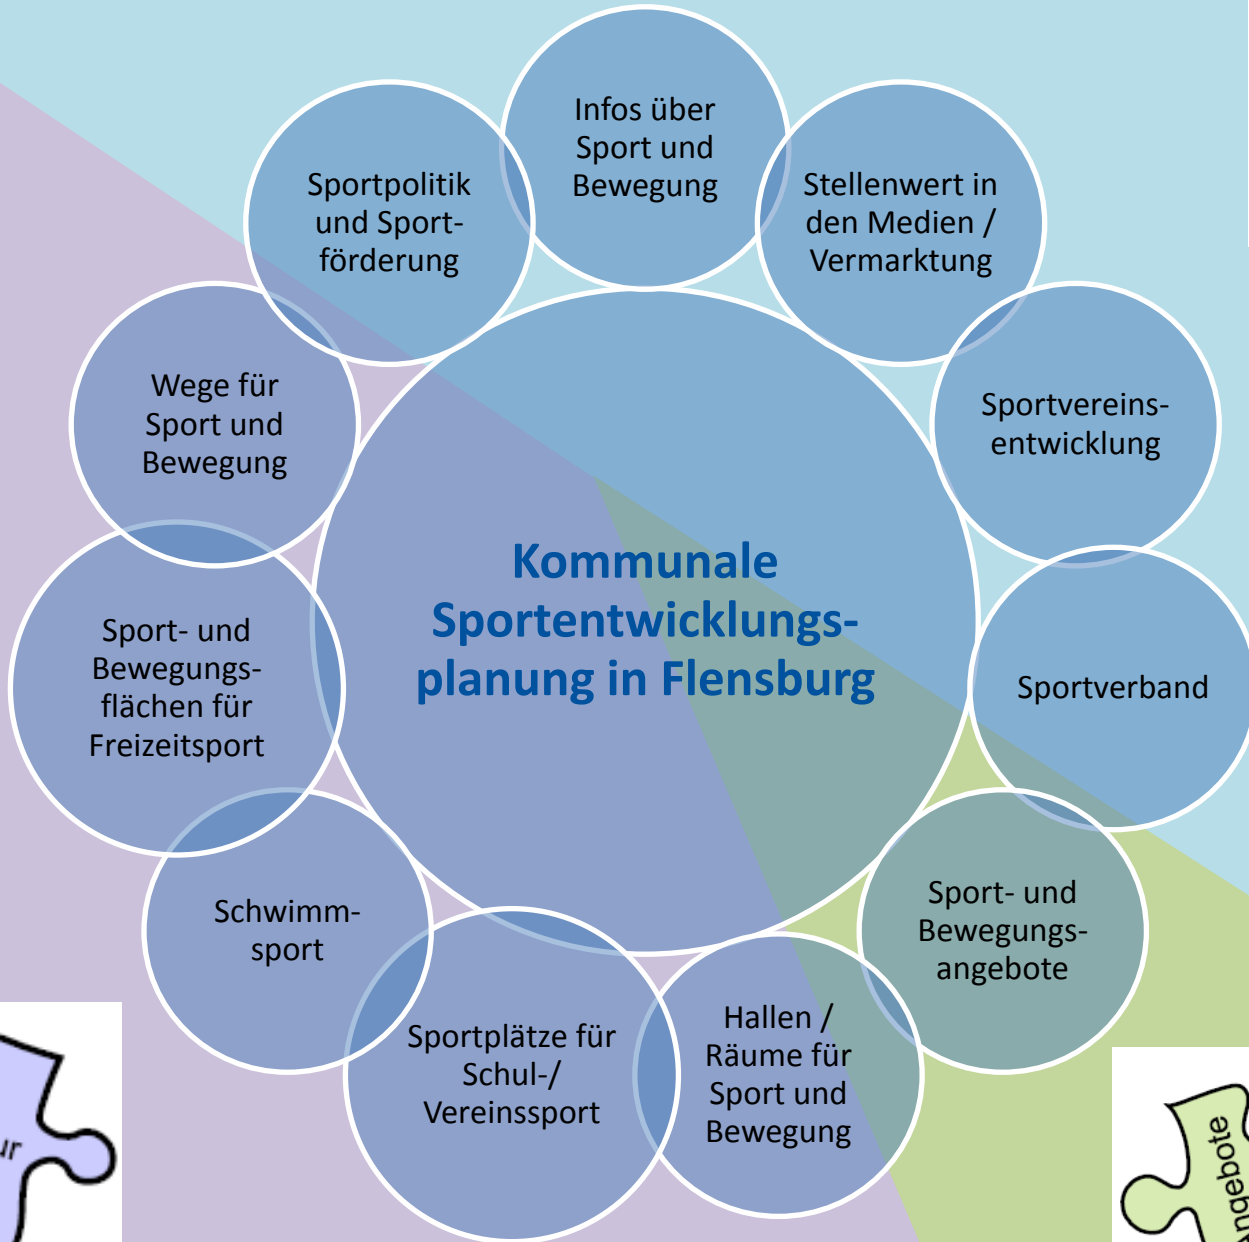 Infos über
Sport und
Bewegung
Stellenwert in
den Medien /
Vermarktung
Sportvereins-
entwicklung
Sportverband
Sport- und
Bewegungs-
angebote
Hallen /
Räume für
Sport und
Bewegung
Sportplätze für
Schul-/
Vereinssport
Schwimm-
sport
Sport- und
Bewegungs-
flächen für
Freizeitsport
Wege für
Sport und
Bewegung
Sportpolitik
und Sport-
förderung
Kommunale
Sportentwicklungs-
planung in Flensburg
ur
Angebote